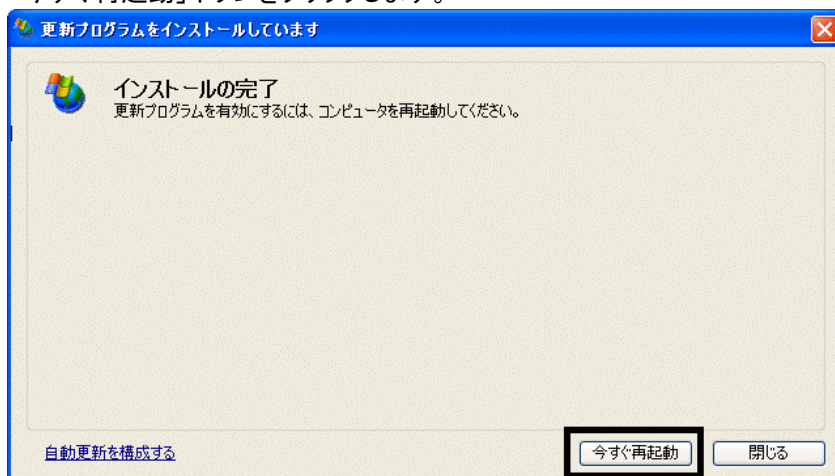 更新プログラムをインストールしています
インストールの完了
更新プログラムを有効にするには、コンピュータを再起動してください。
自動更新を構成する
今すぐ再起動
閉じる